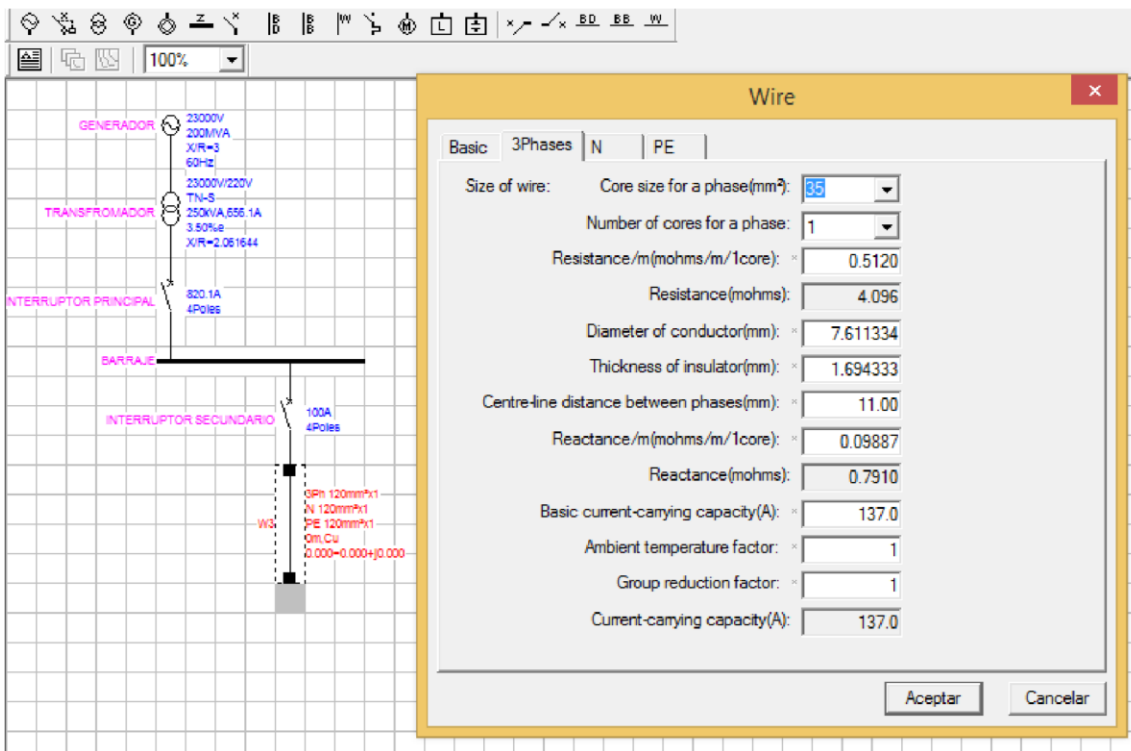 BD BB W
100%
GENERADOR
23000V
200MVA
X/R=3
60Hz
TRANSFROMADOR
23000V/220V
TN-S
250kVA,656.1A
3.50%e
X/R=2.061644
INTERRUPTOR PRINCIPAL
820.1A
4Poles
BARRAJE
INTERRUPTOR SECUNDARIO
100A
4Poles
W3
3Ph 120mm²x1
N 120mm²x1
PE 120mm²x1
0m.Cu
0.000=0.000+j0.000
Wire
Basic 3Phases N PE
Size of wire: Core size for a phase(mm²): 35
Number of cores for a phase: 1
Resistance/m(mohms/m/1core): 0.5120
Resistance(mohms): 4.096
Diameter of conductor(mm): 7.611334
Thickness of insulator(mm): 1.694333
Centre-line distance between phases(mm): 11.00
Reactance/m(mohms/m/1core): 0.09887
Reactance(mohms): 0.7910
Basic current-carrying capacity(A): 137.0
Ambient temperature factor: 1
Group reduction factor: 1
Current-carrying capacity(A): 137.0
Aceptar Cancelar